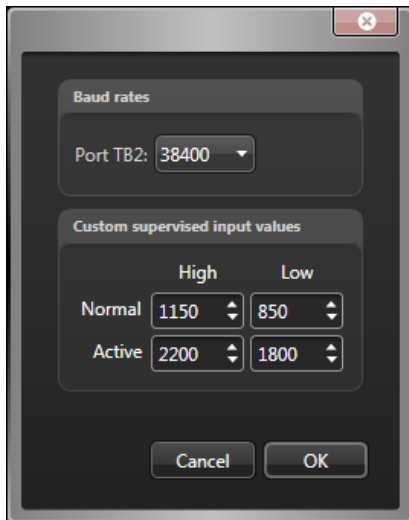 Baud rates
Port TB2: 38400
Custom supervised input values
High Low
Normal 1150 850
Active 2200 1800
Cancel OK